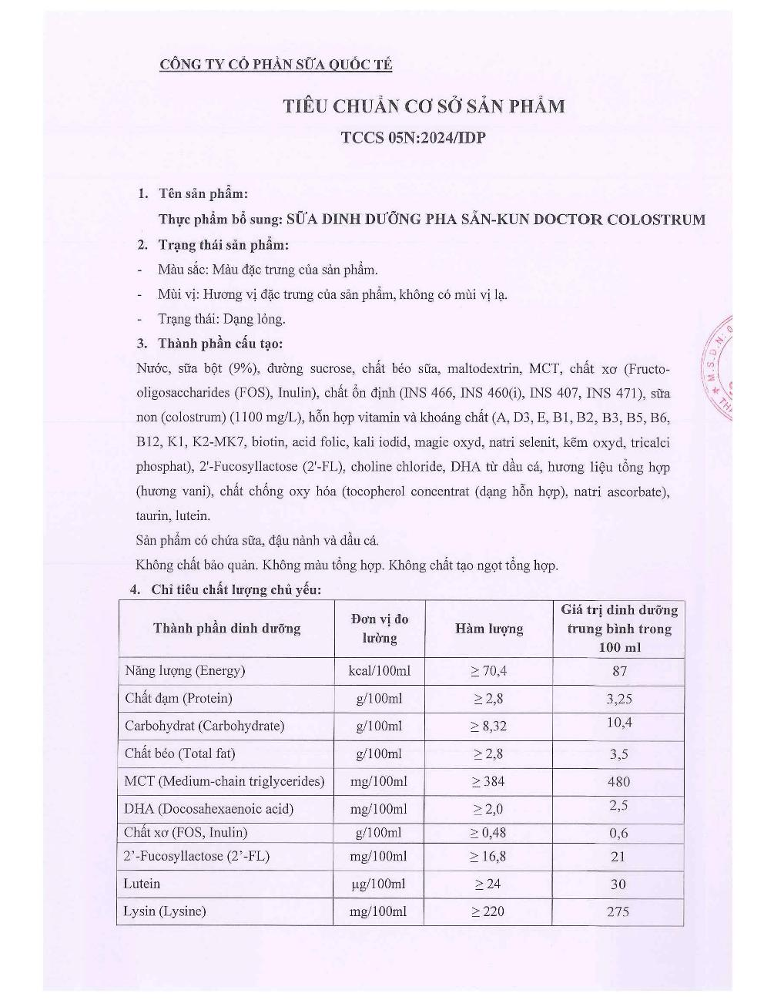 CÔNG TY CỔ PHẦN SỮA QUỐC TẾ
TIÊU CHUẨN CƠ SỞ SẢN PHẨM
TCCS 05N:2024/IDP
1. Tên sản phẩm:
Thực phẩm bổ sung: SỮA DINH DƯỠNG PHA SẴN-KUN DOCTOR COLOSTRUM
2. Trạng thái sản phẩm:
- Màu sắc: Màu đặc trưng của sản phẩm.
- Mùi vị: Hương vị đặc trưng của sản phẩm, không có mùi vị lạ.
- Trạng thái: Dạng lỏng.
3. Thành phần cấu tạo:
Nước, sữa bột (9%), đường sucrose, chất béo sữa, maltodextrin, MCT, chất xơ (Fructo-
oligosaccharides (FOS), Inulin), chất ổn định (INS 466, INS 460(i), INS 407, INS 471), sữa
non (colostrum) (1100 mg/L), hỗn hợp vitamin và khoáng chất (A, D3, E, B1, B2, B3, B5, B6,
B12, K1, K2-MK7, biotin, acid folic, kali iodid, magie oxyd, natri selenit, kẽm oxyd, tricalci
phosphat), 2'-Fucosyllactose (2'-FL), choline chloride, DHA từ dầu cá, hương liệu tổng hợp
(hương vani), chất chống oxy hóa (tocopherol concentrat (dạng hỗn hợp), natri ascorbate),
taurin, lutein.
Sản phẩm có chứa sữa, đậu nành và dầu cá.
Không chất bảo quản. Không màu tổng hợp. Không chất tạo ngọt tổng hợp.
4. Chỉ tiêu chất lượng chủ yếu:
Thành phần dinh dưỡng Đơn vị đo lường Hàm lượng Giá trị dinh dưỡng trung bình trong 100 ml
Năng lượng (Energy) kcal/100ml ≥ 70,4 87
Chất đạm (Protein) g/100ml ≥ 2,8 3,25
Carbohydrat (Carbohydrate) g/100ml ≥ 8,32 10,4
Chất béo (Total fat) g/100ml ≥ 2,8 3,5
MCT (Medium-chain triglycerides) mg/100ml ≥ 384 480
DHA (Docosahexaenoic acid) mg/100ml ≥ 2,0 2,5
Chất xơ (FOS, Inulin) g/100ml ≥ 0,48 0,6
2’-Fucosyllactose (2’-FL) mg/100ml ≥ 16,8 21
Lutein µg/100ml ≥ 24 30
Lysin (Lysine) mg/100ml ≥ 220 275
★ M.S.D.N: 0